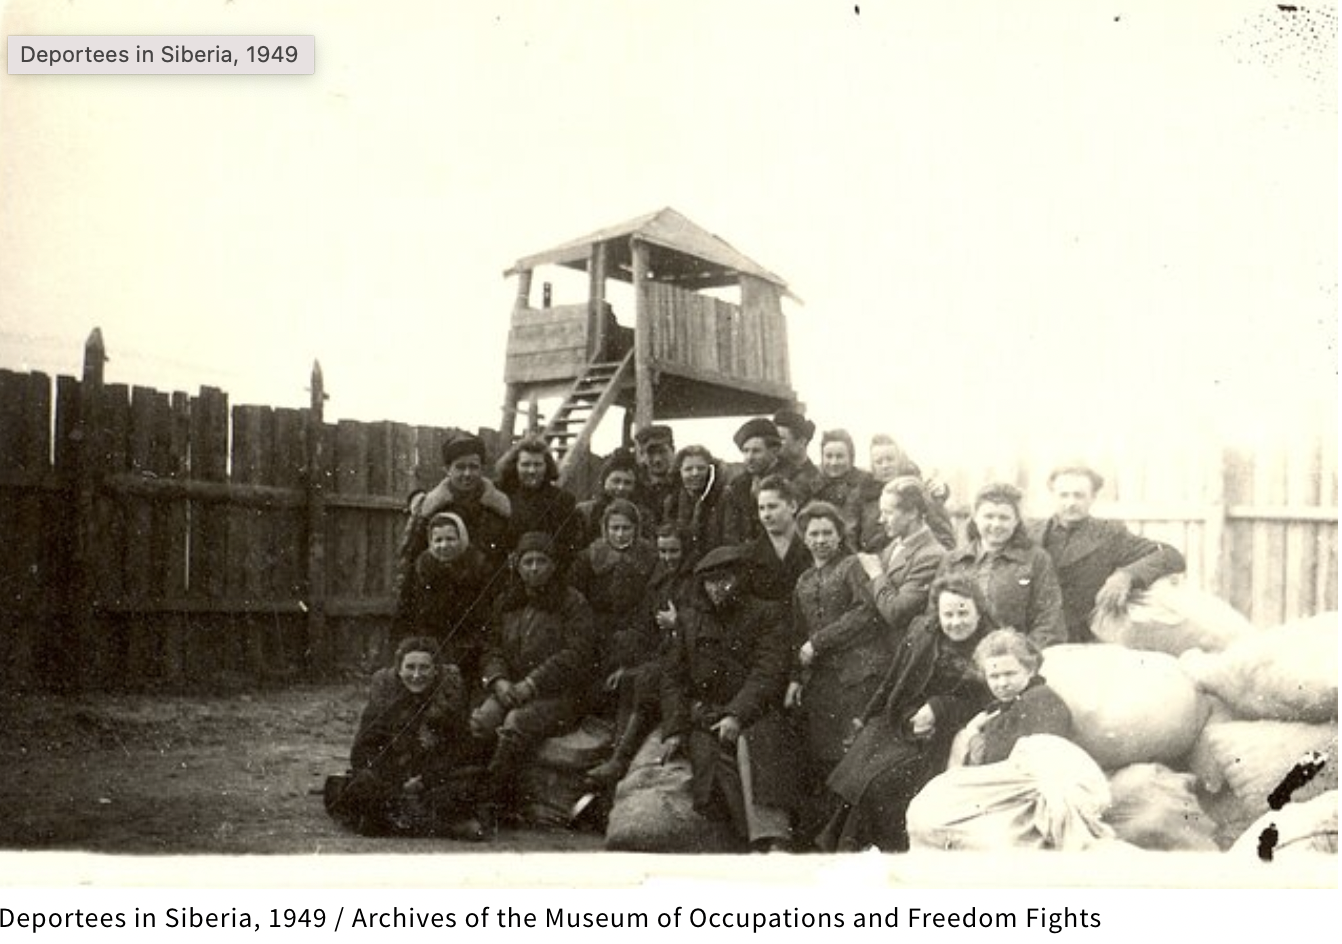 Deportees in Siberia, 1949
Deportees in Siberia, 1949 / Archives of the Museum of Occupations and Freedom Fights